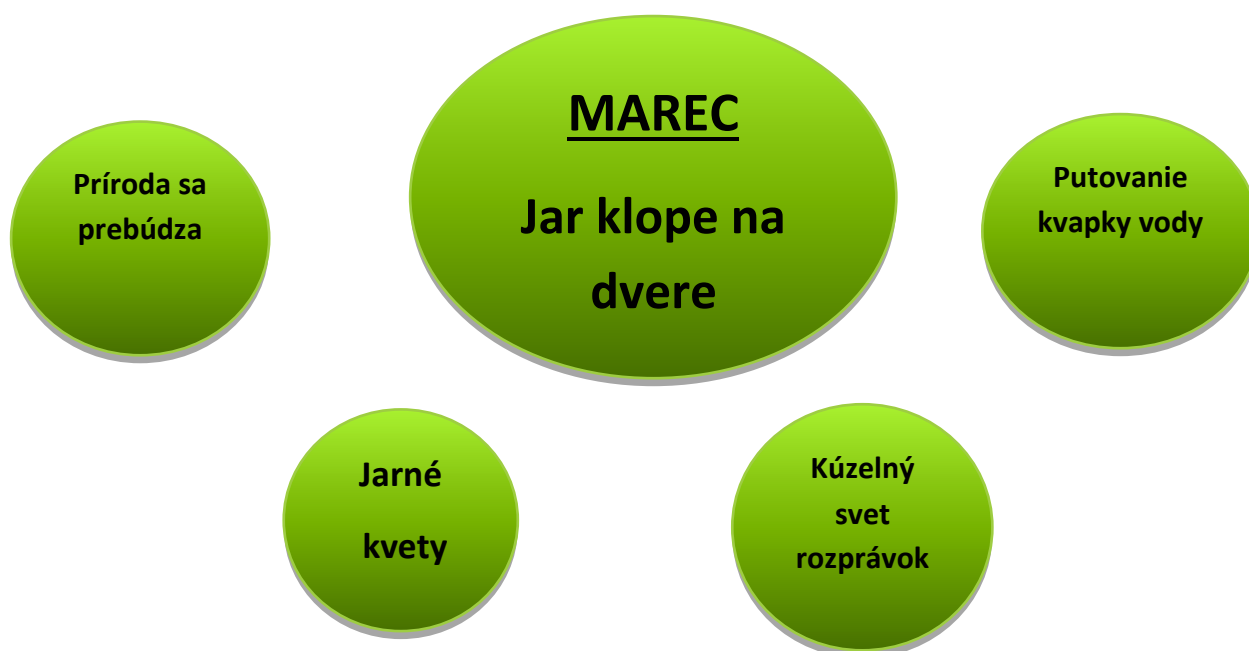 MAREC
Jar klope na
dvere
Príroda sa
prebúdza
Putovanie
kvapky vody
Jarné
kvety
Kúzelný
svet
rozprávok